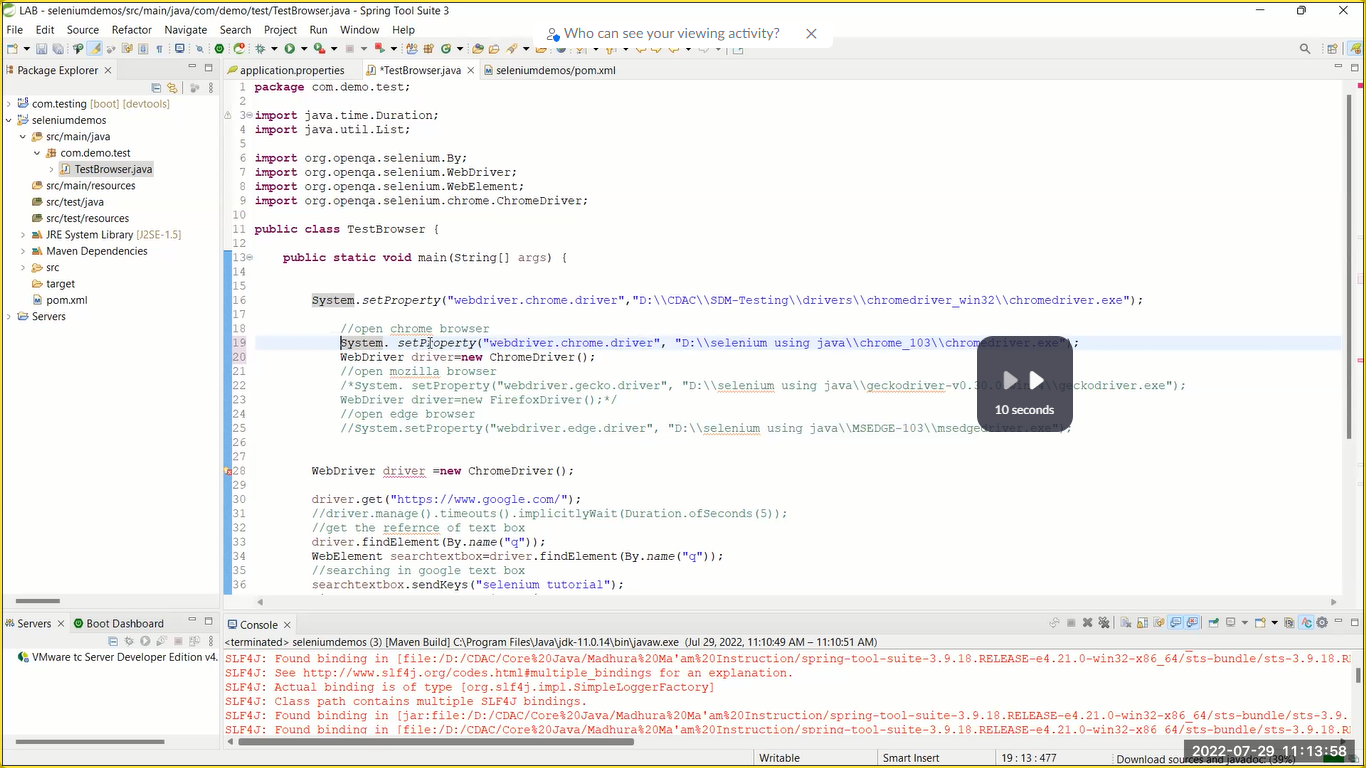 LAB - seleniumdemos/src/main/java/com/demo/test/TestBrowser.java - Spring Tool Suite 3
File Edit Source Refactor Navigate Search Project Run Window Help
Who can see your viewing activity?
Package Explorer
application.properties *TestBrowser.java seleniumdemos/pom.xml
com.testing [boot] [devtools]
seleniumdemos
src/main/java
com.demo.test
TestBrowser.java
src/main/resources
src/test/java
src/test/resources
JRE System Library [J2SE-1.5]
Maven Dependencies
src
target
pom.xml
Servers
1 package com.demo.test;
2
3 import java.time.Duration;
4 import java.util.List;
5
6 import org.openqa.selenium.By;
7 import org.openqa.selenium.WebDriver;
8 import org.openqa.selenium.WebElement;
9 import org.openqa.selenium.chrome.ChromeDriver;
10
11 public class TestBrowser {
12
13 public static void main(String[] args) {
14
15
16 System.setProperty("webdriver.chrome.driver","D:\\CDAC\\SDM-Testing\\drivers\\chromedriver_win32\\chromedriver.exe");
18 //open chrome browser
19 System. setProperty("webdriver.chrome.driver", "D:\\selenium using java\\chrome_103\\chromedriver.exe");
20 WebDriver driver=new ChromeDriver();
21 //open mozilla browser
22 /*System. setProperty("webdriver.gecko.driver", "D:\\selenium using java\\geckodriver-v0.30.0 \\geckodriver.exe");
23 WebDriver driver=new FirefoxDriver();*/
24 //open edge browser
25 //System.setProperty("webdriver.edge.driver", "D:\\selenium using java\\MSEDGE-103\\msedgedriver.exe");
26
27
28 WebDriver driver =new ChromeDriver();
29
30 driver.get("https://www.google.com/");
31 //driver.manage().timeouts().implicitlyWait(Duration.ofSeconds(5));
32 //get the refernce of text box
33 driver.findElement(By.name("q"));
34 WebElement searchtextbox=driver.findElement(By.name("q"));
35 //searching in google text box
36 searchtextbox.sendKeys("selenium tutorial");
10 seconds
Servers Boot Dashboard
VMware tc Server Developer Edition v4.
Console
<terminated> seleniumdemos (3) [Maven Build] C:\Program Files\Java\jdk-11.0.14\bin\javaw.exe (Jul 29, 2022, 11:10:49 AM – 11:10:51 AM)
SLF4J: Found binding in [file:/D:/CDAC/Core%20Java/Madhura%20Ma'am%20Instruction/spring-tool-suite-3.9.18.RELEASE-e4.21.0-win32-x86_64/sts-bundle/sts-3.9.18.R
SLF4J: See http://www.slf4j.org/codes.html#multiple_bindings for an explanation.
SLF4J: Actual binding is of type [org.slf4j.impl.SimpleLoggerFactory]
SLF4J: Class path contains multiple SLF4J bindings.
SLF4J: Found binding in [jar:file:/D:/CDAC/Core%20Java/Madhura%20Ma'am%20Instruction/spring-tool-suite-3.9.18.RELEASE-e4.21.0-win32-x86_64/sts-bundle/sts-3.9.
SLF4J: Found binding in [file:/D:/CDAC/Core%20Java/Madhura%20Ma'am%20Instruction/spring-tool-suite-3.9.18.RELEASE-e4.21.0-win32-x86_64/sts-bundle/sts-3.9.18.R
Writable Smart Insert 19 : 13 : 477 Download sources and javadoc: (39%)
2022-07-29 11:13:58